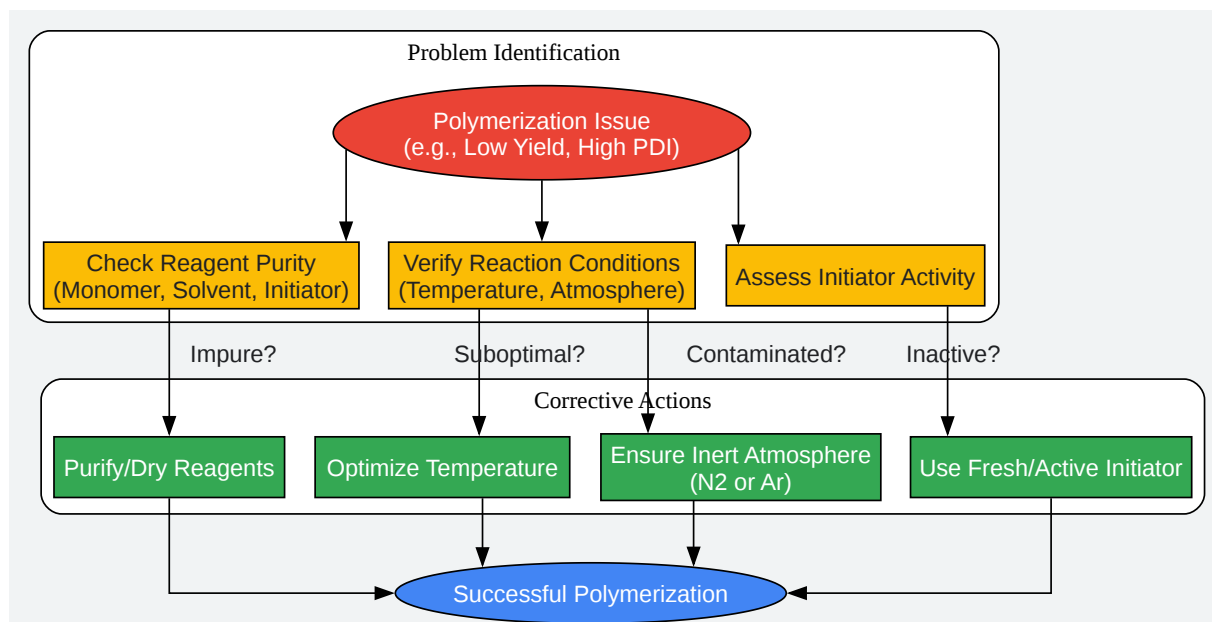 Problem Identification
Polymerization Issue
(e.g., Low Yield, High PDI)
Check Reagent Purity
(Monomer, Solvent, Initiator)
Verify Reaction Conditions
(Temperature, Atmosphere)
Assess Initiator Activity
Impure?
Suboptimal?
Contaminated?
Inactive?
Corrective Actions
Purify/Dry Reagents
Optimize Temperature
Ensure Inert Atmosphere
(N2 or Ar)
Use Fresh/Active Initiator
Successful Polymerization